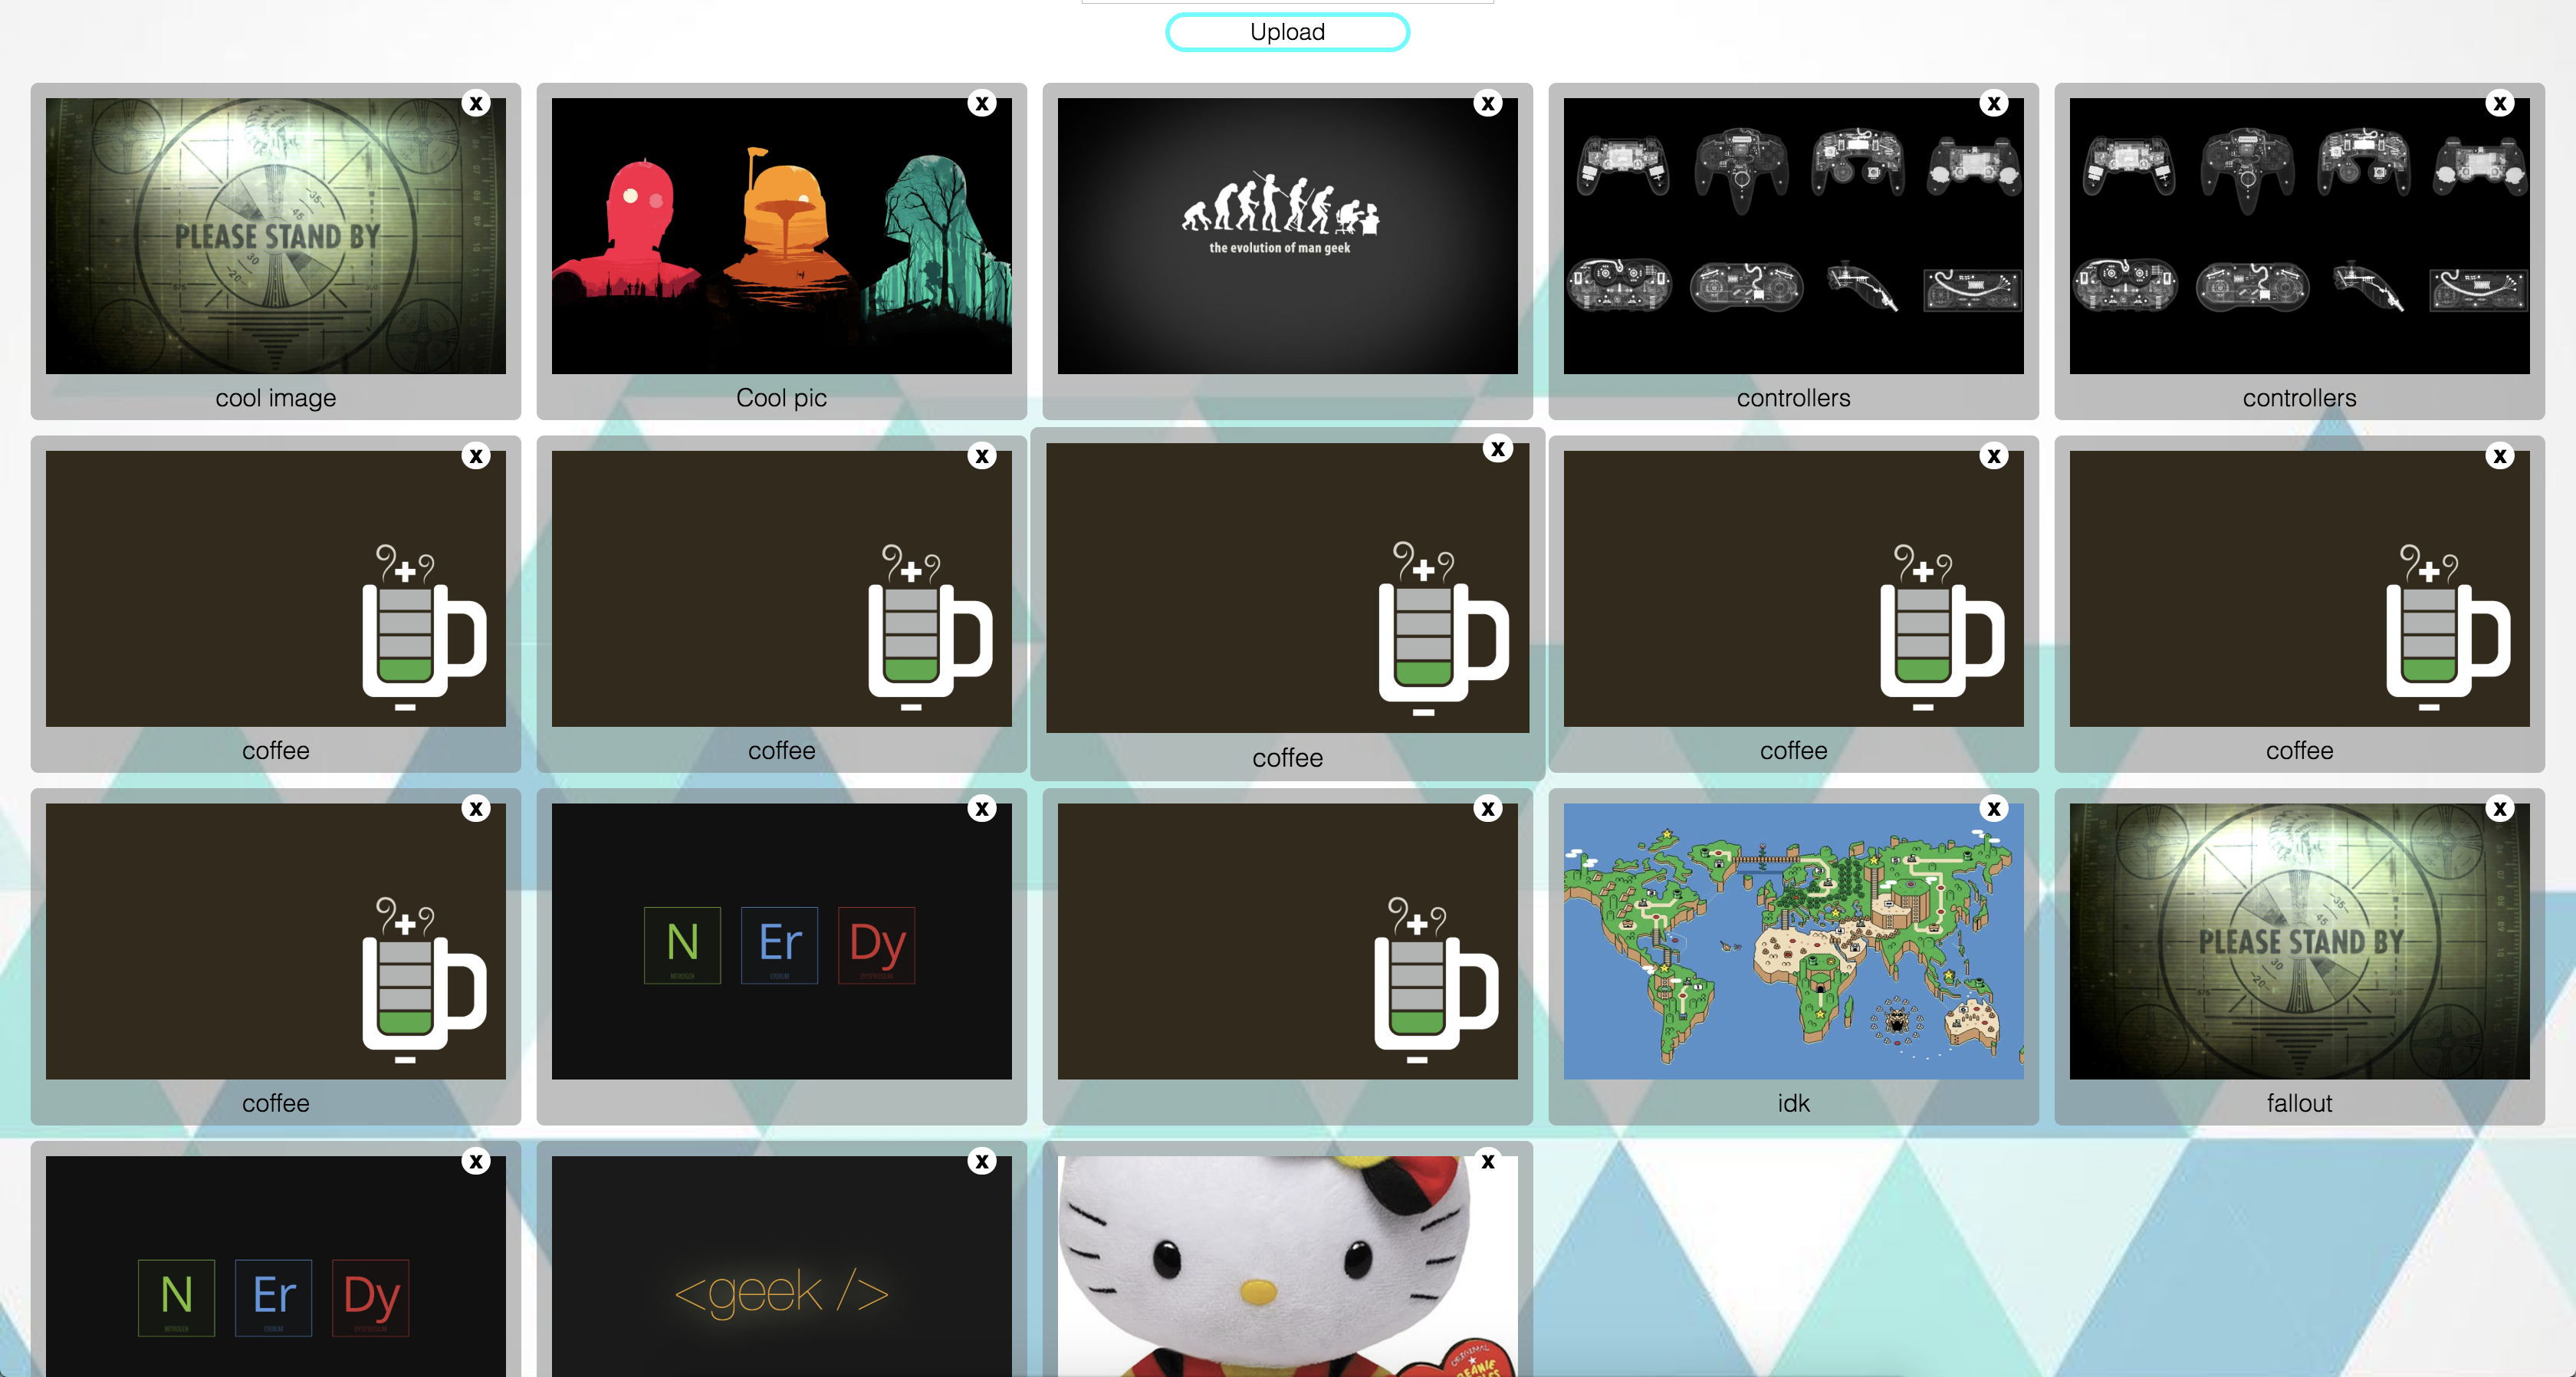 Upload
x
x
x
x
x
PLEASE STAND BY
the evolution of man geek
cool image
Cool pic
controllers
controllers
x
x
x
x
x
coffee
coffee
coffee
coffee
coffee
x
x
x
x
x
N
Er
Dy
PLEASE STAND BY
coffee
idk
fallout
x
x
x
N
Er
Dy
<geek />
ORIGINAL